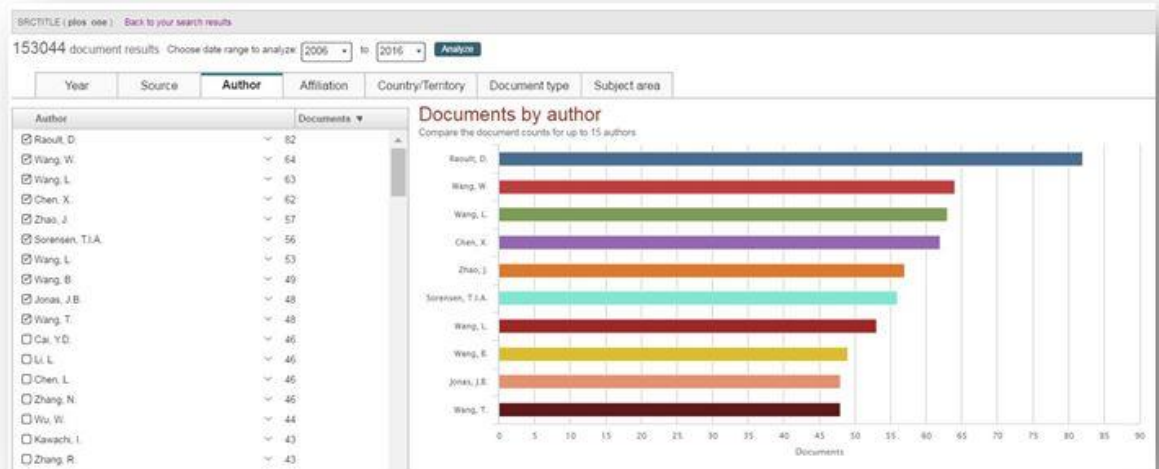 SRCTITLE ( plos one ) Back to your search results
153044 document results Choose date range to analyze: 2006 to 2016 Analyze
Year Source Author Affiliation Country/Territory Document type Subject area
Author Documents ▼
Raoult, D. 82
Wang, W. 64
Wang, L. 63
Chen, X. 62
Zhao, J. 57
Sorensen, T.I.A. 56
Wang, L. 53
Wang, B. 49
Jonas, J.B. 48
Wang, T. 48
Cai, Y.D. 46
Li, L. 46
Chen, L. 46
Zhang, N. 46
Wu, W. 44
Kawachi, I. 43
Zhang, R. 43
Documents by author
Compare the document counts for up to 15 authors
Raoult, D.
Wang, W.
Wang, L.
Chen, X.
Zhao, J.
Sorensen, T.I.A.
Wang, L.
Wang, B.
Jonas, J.B.
Wang, T.
0 5 10 15 20 25 30 35 40 45 50 55 60 65 70 75 80 85 90
Documents